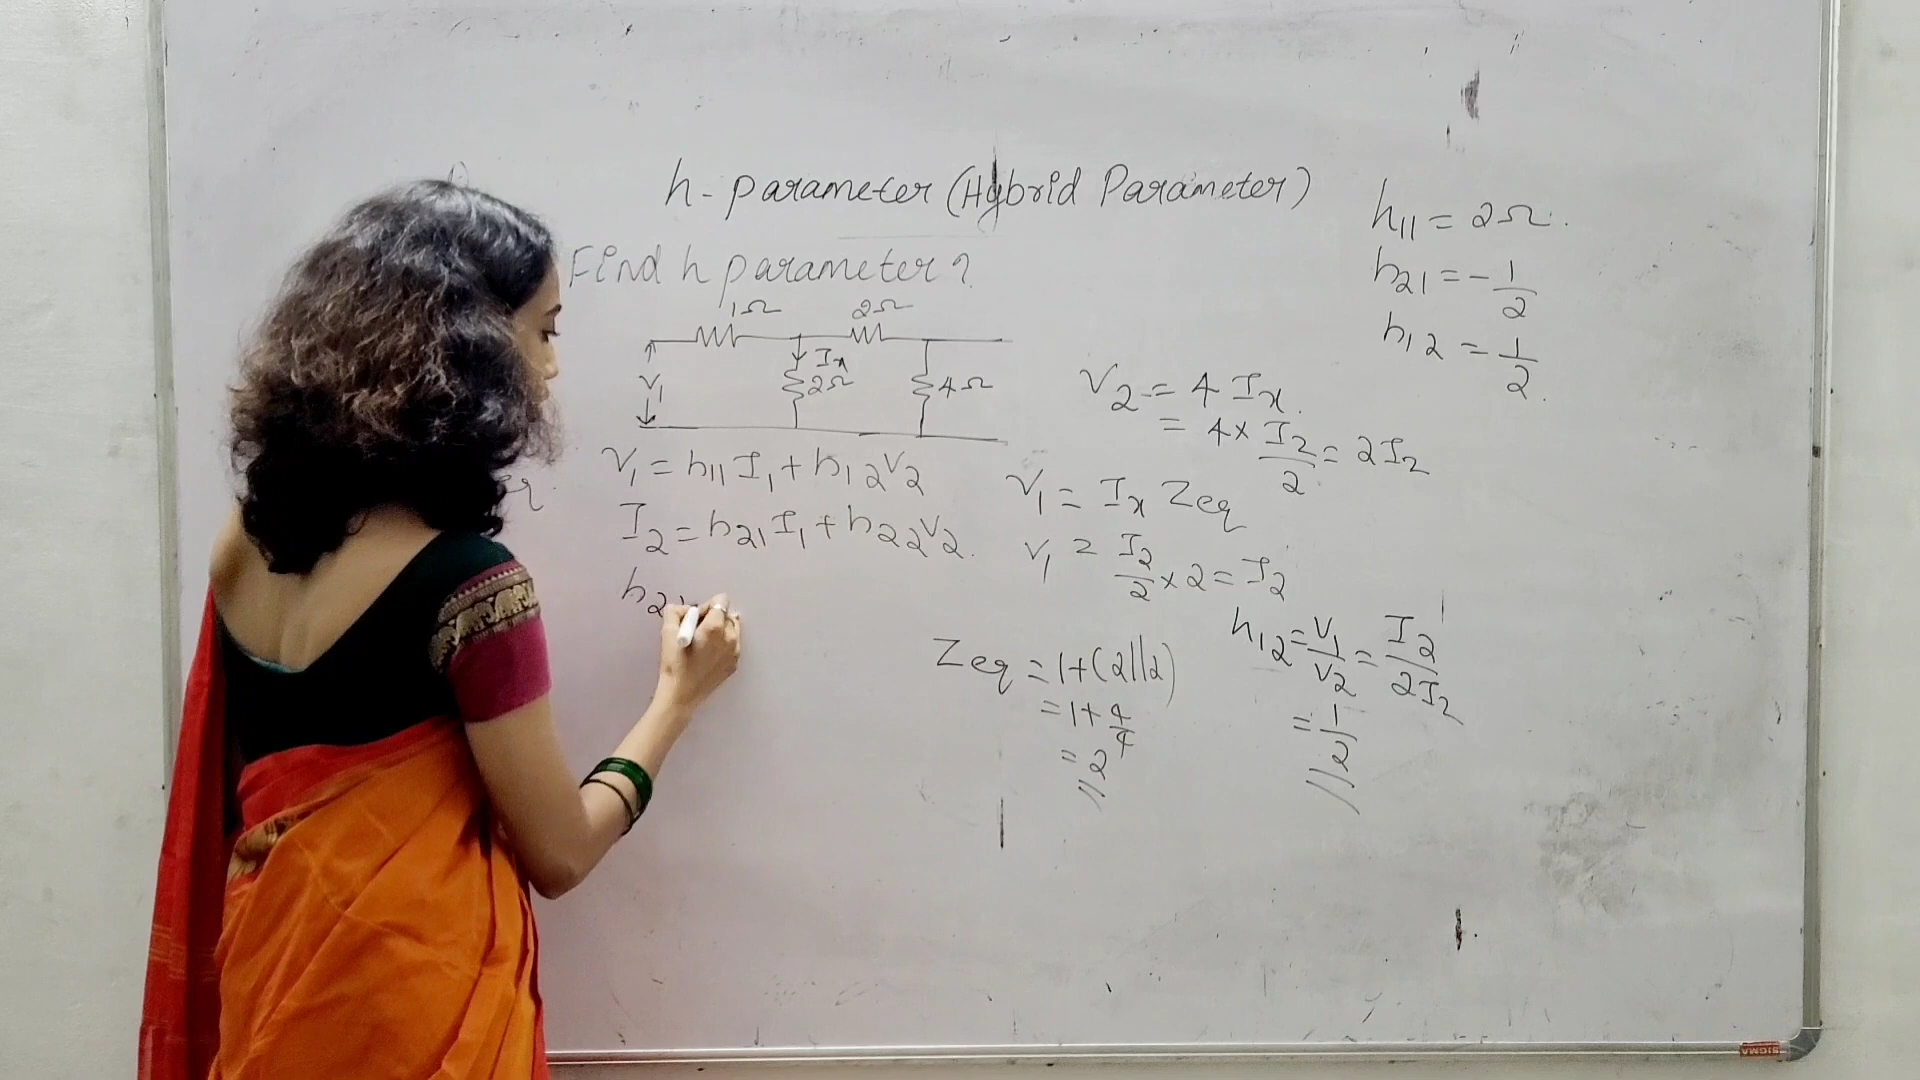 h-parameter (Hybrid Parameter)
Find h parameter?
1Ω 2Ω
V1 Ix 2Ω 4Ω
V1 = h11 I1 + h12 V2
I2 = h21 I1 + h22 V2.
h2
V2 = 4 Ix.
= 4 x I2/2 = 2I2
V1 = Ix Zeq
V1 = I2/2 x 2 = I2
Zeq = 1+(2||2)
= 1+ 4/4
= 2
h12 = V1/V2 = I2/2I2
= 1/2
h11 = 2Ω.
h21 = -1/2
h12 = 1/2.
SIGMA